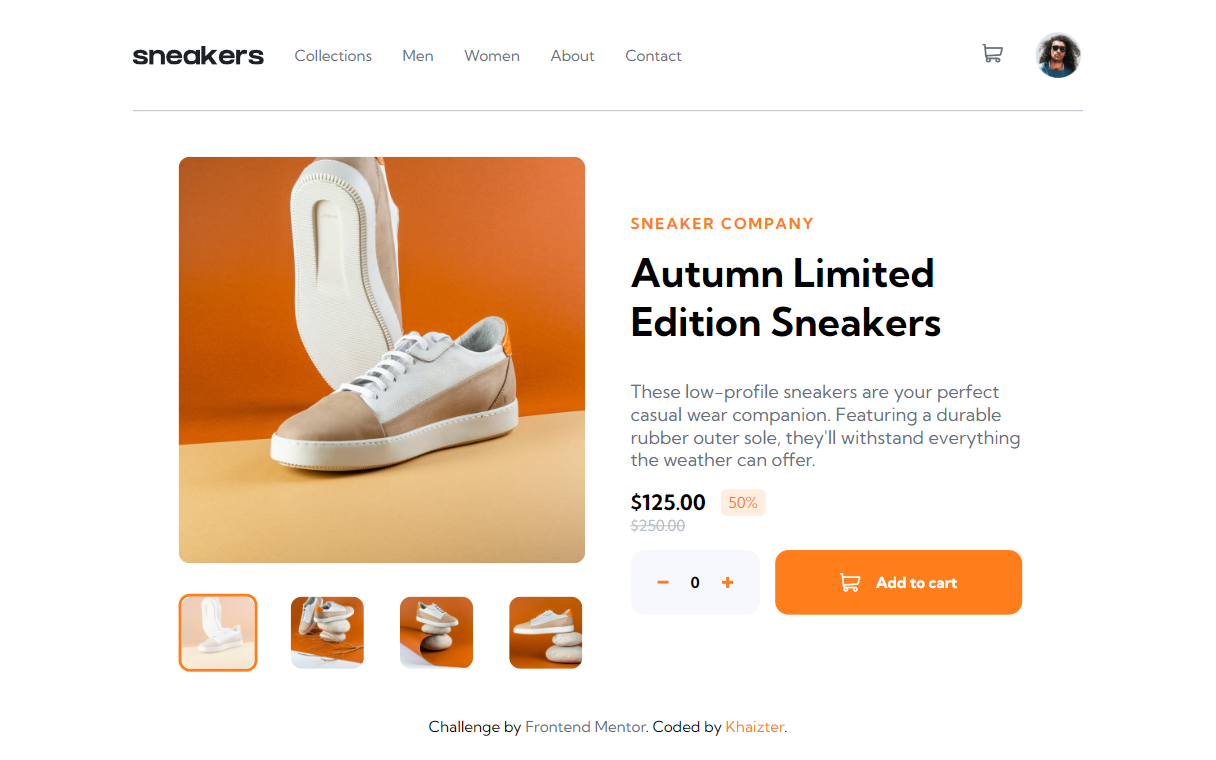 sneakers Collections Men Women About Contact
SNEAKER COMPANY
Autumn Limited
Edition Sneakers
These low-profile sneakers are your perfect
casual wear companion. Featuring a durable
rubber outer sole, they'll withstand everything
the weather can offer.
$125.00 50%
$250.00
0 Add to cart
Challenge by Frontend Mentor. Coded by Khaizter.